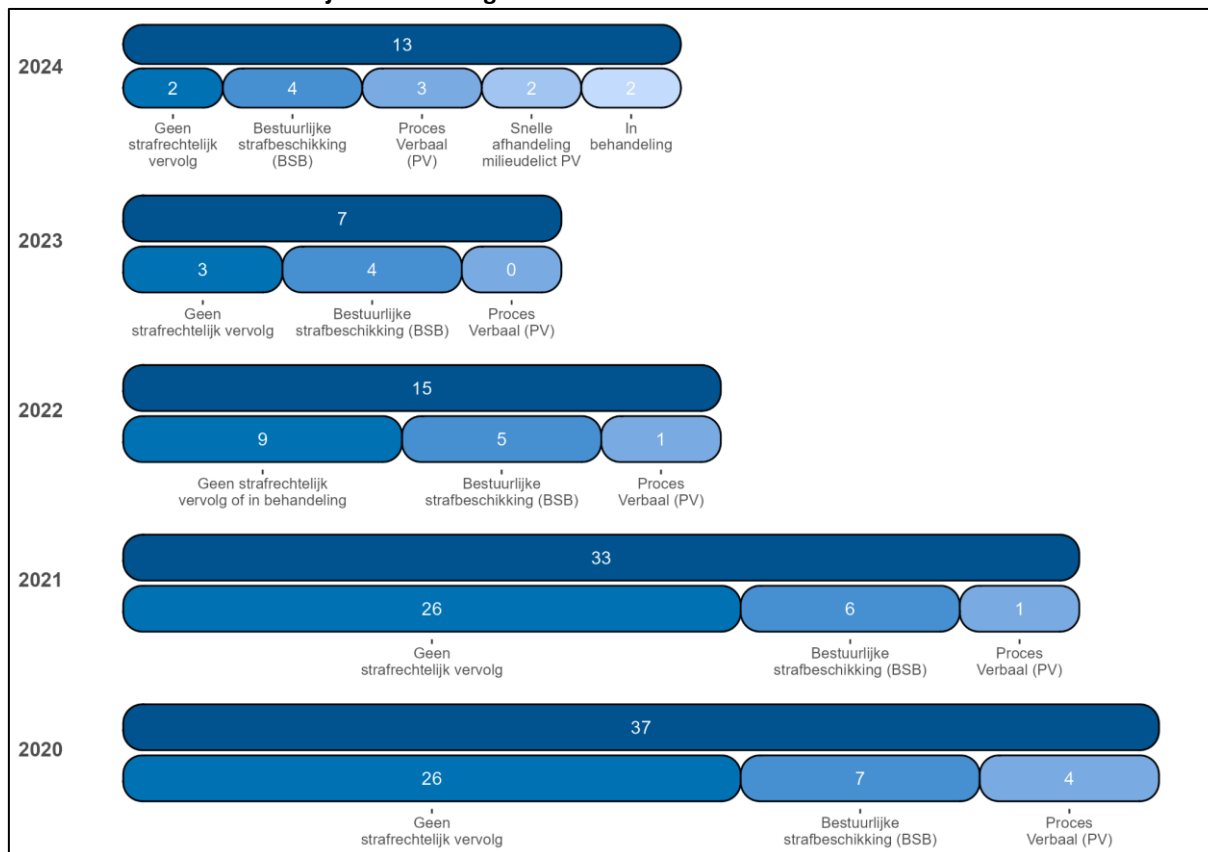 13
2024
2 4 3 2 2
Geen Bestuurlijke Proces Snelle In
strafrechtelijk strafbeschikking Verbaal afhandeling behandeling
vervolg (BSB) (PV) milieudelict PV
7
2023
3 4 0
Geen Bestuurlijke Proces
strafrechtelijk vervolg strafbeschikking (BSB) Verbaal (PV)
15
2022
9 5 1
Geen strafrechtelijk Bestuurlijke Proces
vervolg of in behandeling strafbeschikking (BSB) Verbaal (PV)
33
2021
26 6 1
Geen Bestuurlijke Proces
strafrechtelijk vervolg strafbeschikking (BSB) Verbaal (PV)
37
2020
26 7 4
Geen Bestuurlijke Proces
strafrechtelijk vervolg strafbeschikking (BSB) Verbaal (PV)